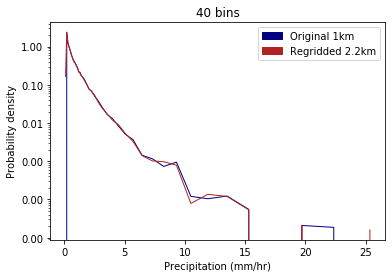 40 bins
Original 1km
Regridded 2.2km
1.00
0.10
0.01
0.00
0.00
0.00
Probability density
0 5 10 15 20 25
Precipitation (mm/hr)